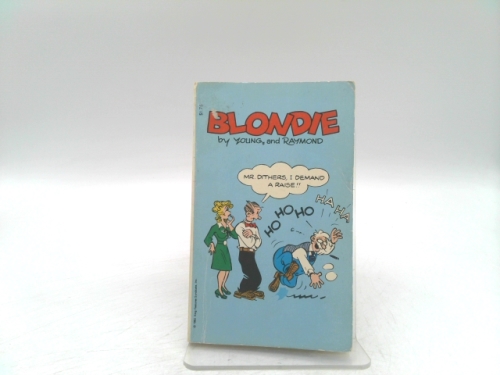 BLONDIE
by YOUNG, and RAYMOND
MR. DITHERS, I DEMAND
A RAISE!!
HO HO HO
HA HA